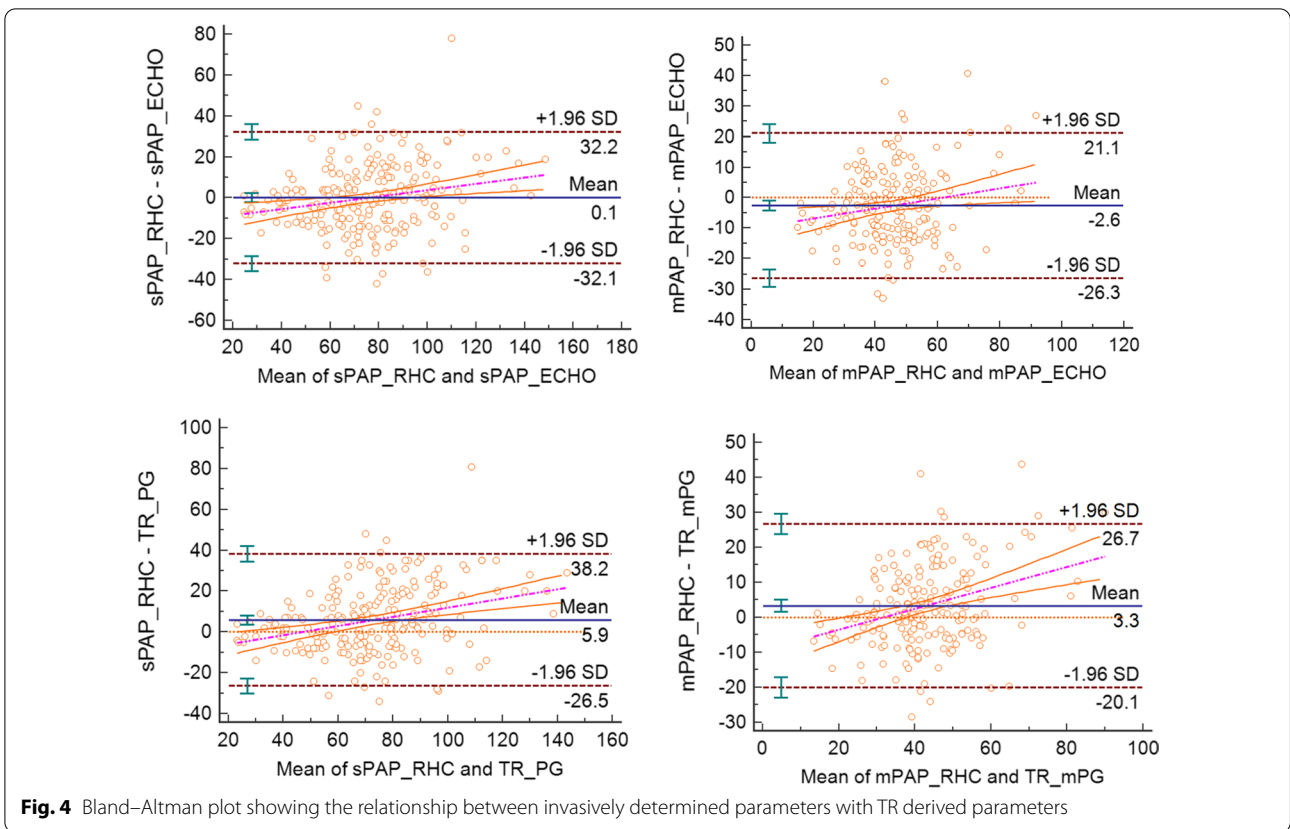 sPAP_RHC - sPAP_ECHO
80
60
40
20
0
-20
-40
-60
+1.96 SD
32.2
Mean
0.1
-1.96 SD
-32.1
20 40 60 80 100 120 140 160 180
Mean of sPAP_RHC and sPAP_ECHO
mPAP_RHC - mPAP_ECHO
50
40
30
20
10
0
-10
-20
-30
-40
+1.96 SD
21.1
Mean
-2.6
-1.96 SD
-26.3
0 20 40 60 80 100 120
Mean of mPAP_RHC and mPAP_ECHO
sPAP_RHC - TR_PG
100
80
60
40
20
0
-20
-40
+1.96 SD
38.2
Mean
5.9
-1.96 SD
-26.5
20 40 60 80 100 120 140 160
Mean of sPAP_RHC and TR_PG
mPAP_RHC - TR_mPG
50
40
30
20
10
0
-10
-20
-30
+1.96 SD
26.7
Mean
3.3
-1.96 SD
-20.1
0 20 40 60 80 100
Mean of mPAP_RHC and TR_mPG
Fig. 4 Bland–Altman plot showing the relationship between invasively determined parameters with TR derived parameters